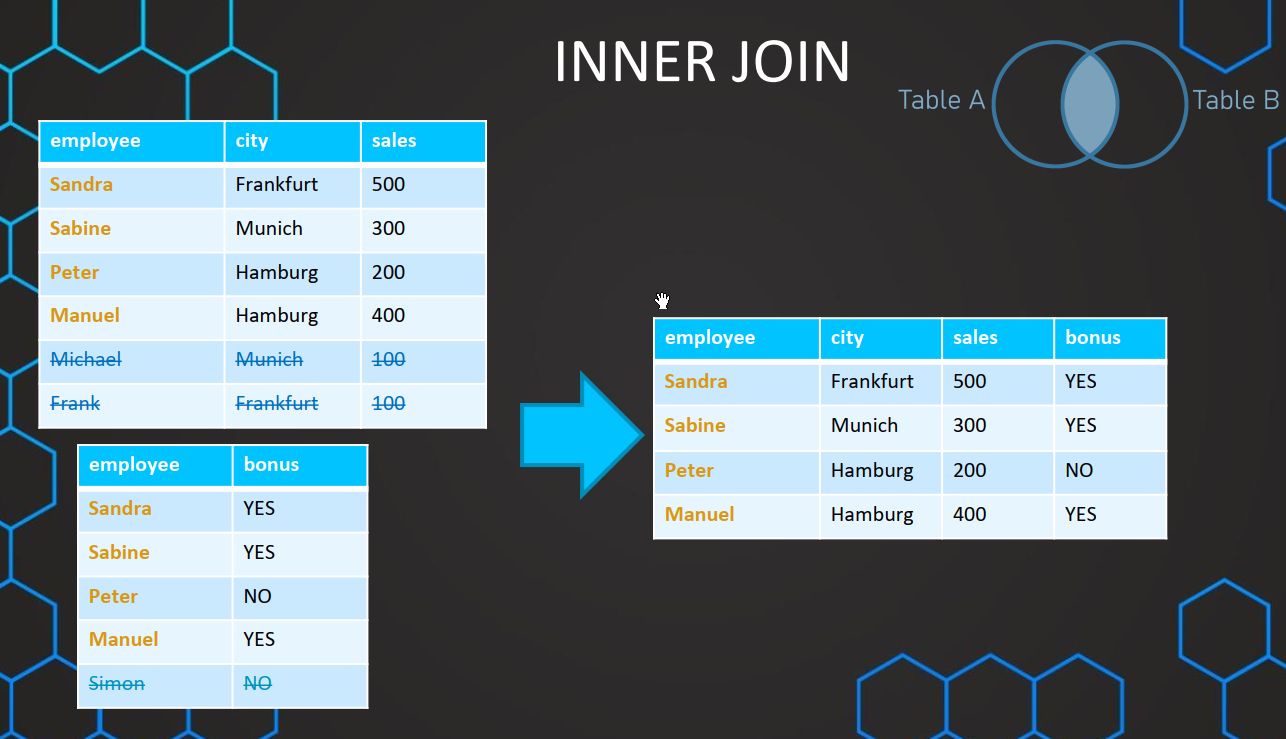 INNER JOIN
Table A
Table B
employee city sales
Sandra Frankfurt 500
Sabine Munich 300
Peter Hamburg 200
Manuel Hamburg 400
Michael Munich 100
Frank Frankfurt 100
employee bonus
Sandra YES
Sabine YES
Peter NO
Manuel YES
Simon NO
employee city sales bonus
Sandra Frankfurt 500 YES
Sabine Munich 300 YES
Peter Hamburg 200 NO
Manuel Hamburg 400 YES